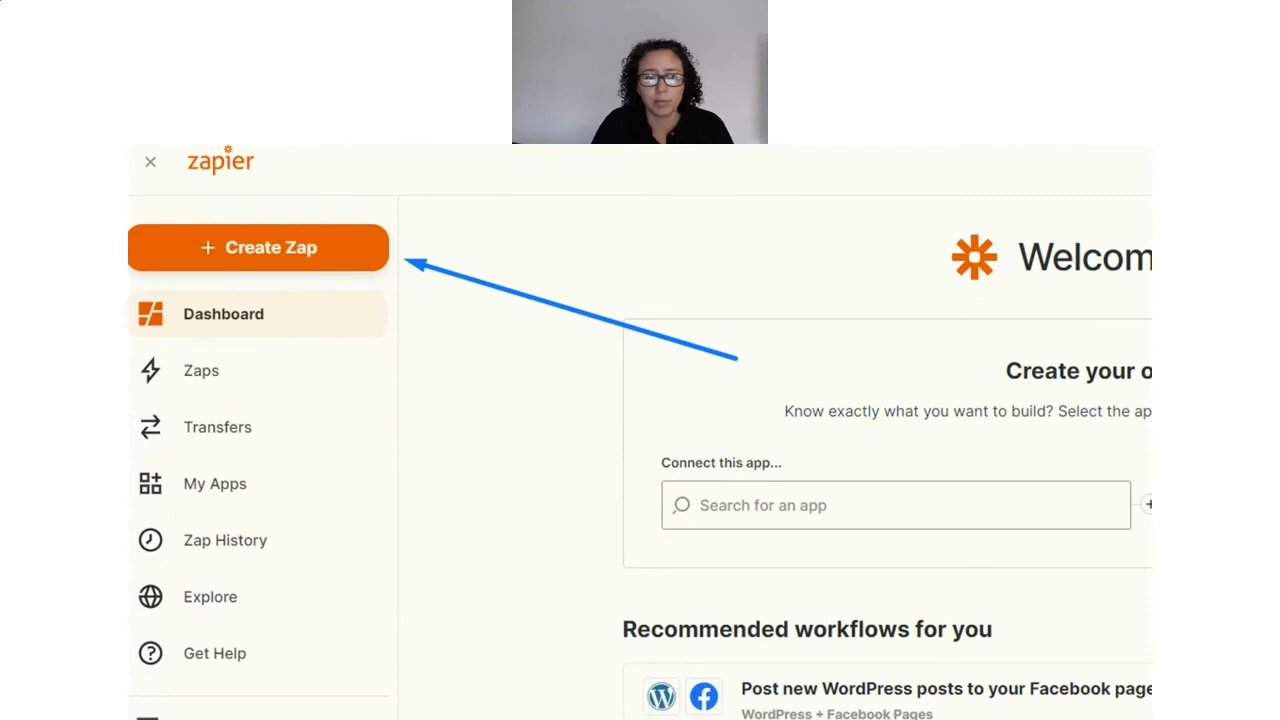 zapier
Create Zap
Welcom
Dashboard
Zaps
Create your o
Transfers
Know exactly what you want to build? Select the ap
Connect this app...
My Apps
Search for an app
Zap History
Explore
Recommended workflows for you
Get Help
Post new WordPress posts to your Facebook page
WordPress + Facebook Pages